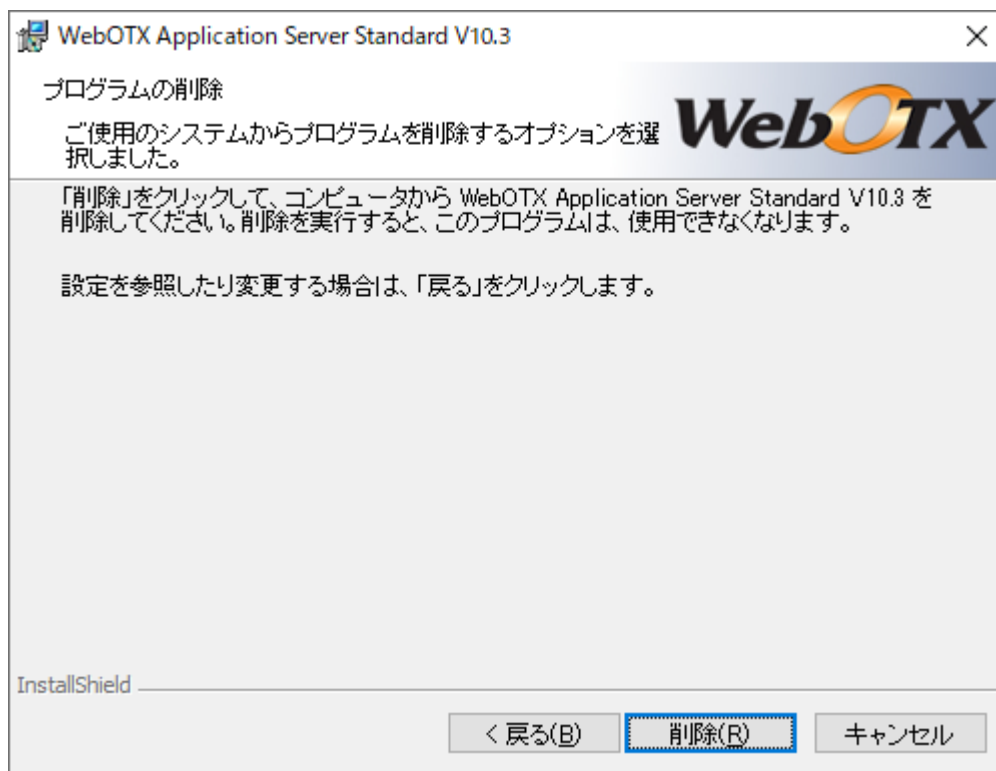 WebOTX Application Server Standard V10.3
プログラムの削除
WebOTX
ご使用のシステムからプログラムを削除するオプションを選
択しました。
「削除」をクリックして、コンピュータから WebOTX Application Server Standard V10.3 を
削除してください。削除を実行すると、このプログラムは、使用できなくなります。
設定を参照したり変更する場合は、「戻る」をクリックします。
InstallShield
< 戻る(B)
削除(R)
キャンセル